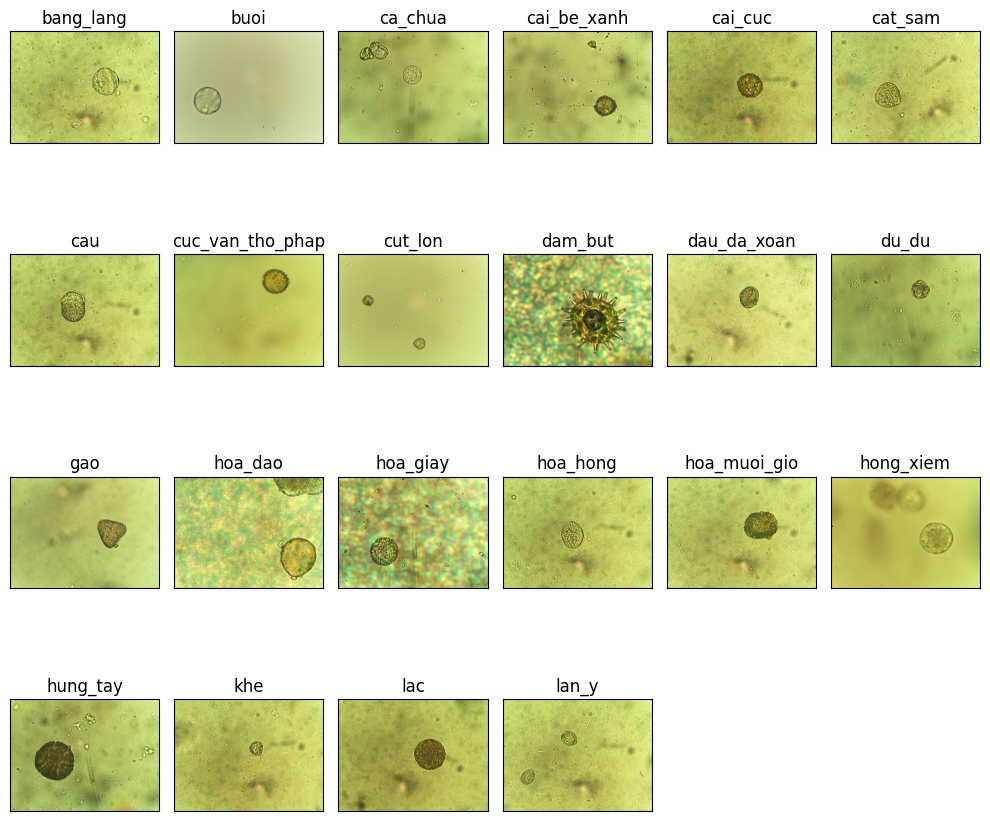 bang_lang buoi ca_chua cai_be_xanh cai_cuc cat_sam
cau cuc_van_tho_phap cut_lon dam_but dau_da_xoan du_du
gao hoa_dao hoa_giay hoa_hong hoa_muoi_gio hong_xiem
hung_tay khe lac lan_y